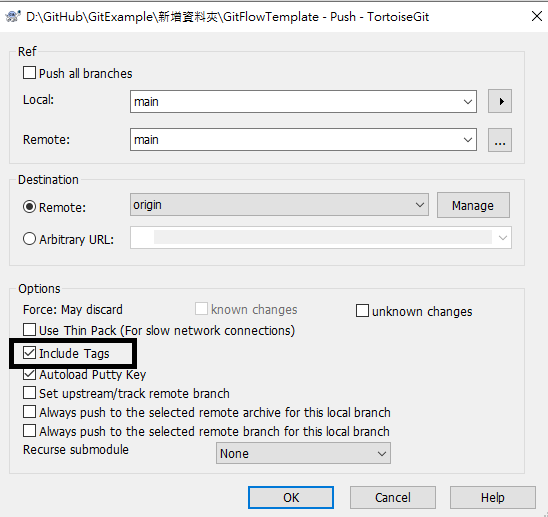 D:\GitHub\GitExample\新增資料夾\GitFlowTemplate - Push - TortoiseGit
Ref
Push all branches
Local:
main
Remote:
main
...
Destination
Remote:
origin
Manage
Arbitrary URL:
Options
Force: May discard
known changes
unknown changes
Use Thin Pack (For slow network connections)
Include Tags
Autoload Putty Key
Set upstream/track remote branch
Always push to the selected remote archive for this local branch
Always push to the selected remote branch for this local branch
Recurse submodule
None
OK
Cancel
Help